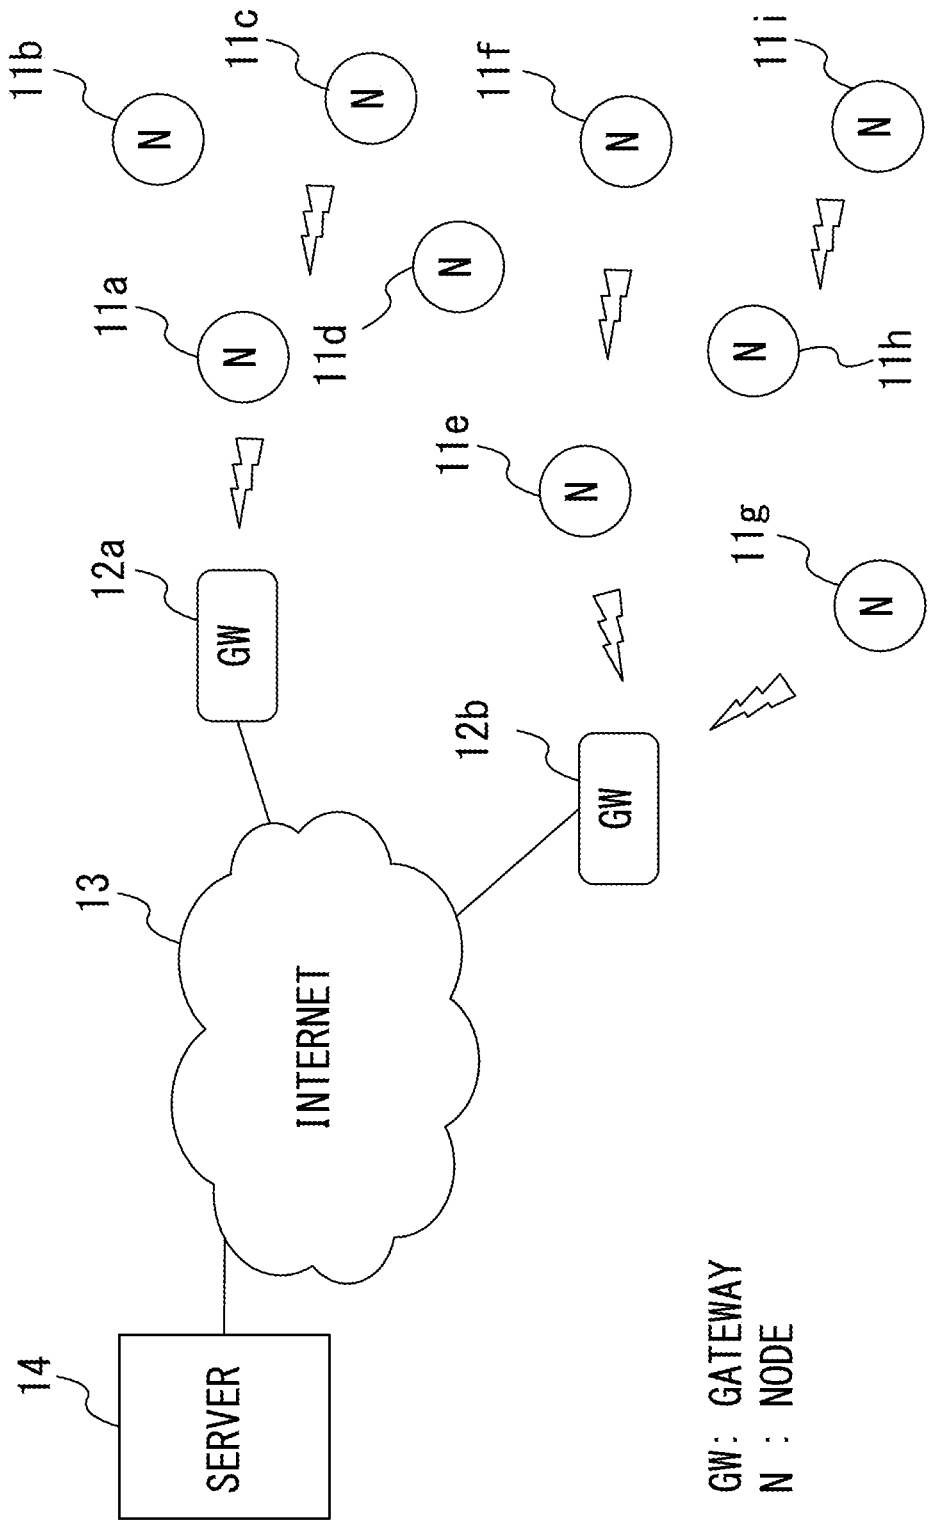 14
SERVER
13
INTERNET
12a
GW
12b
GW
11a
N
11b
N
11c
N
11d
N
11e
N
11f
N
11g
N
11h
N
11i
N
GW: GATEWAY
N : NODE